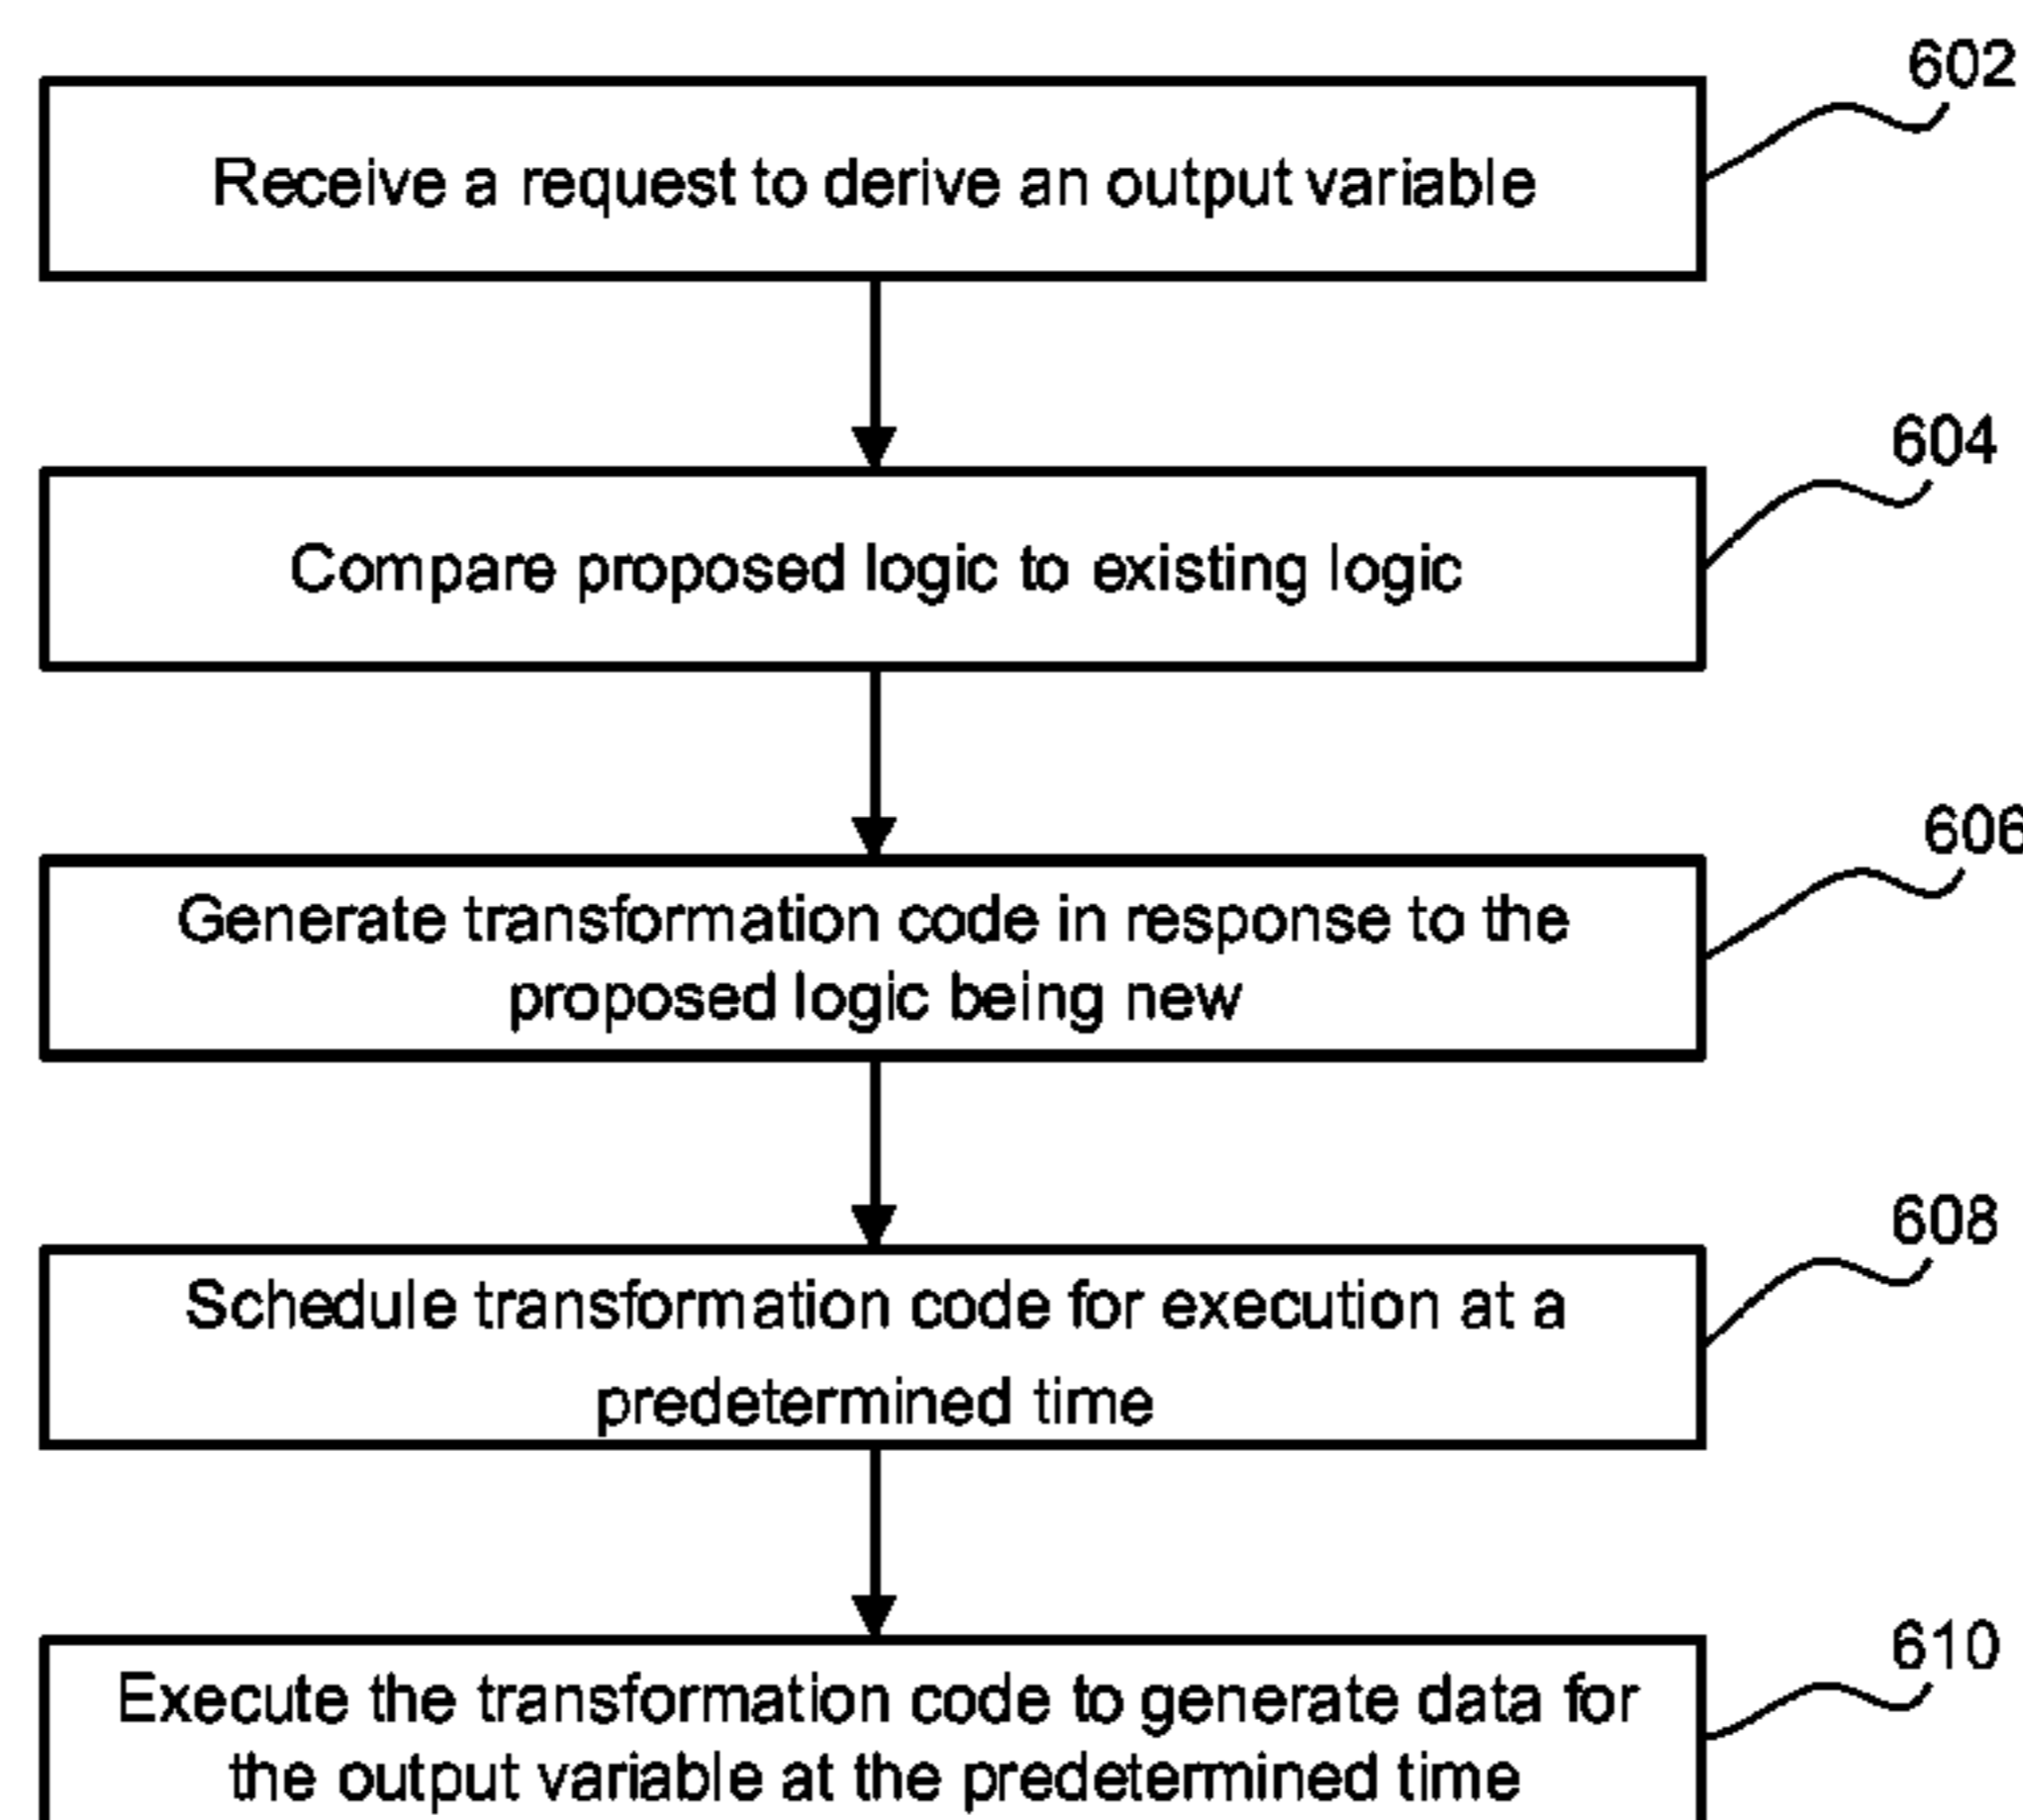 602
Receive a request to derive an output variable
604
Compare proposed logic to existing logic
606
Generate transformation code in response to the
proposed logic being new
608
Schedule transformation code for execution at a
predetermined time
610
Execute the transformation code to generate data for
the output variable at the predetermined time